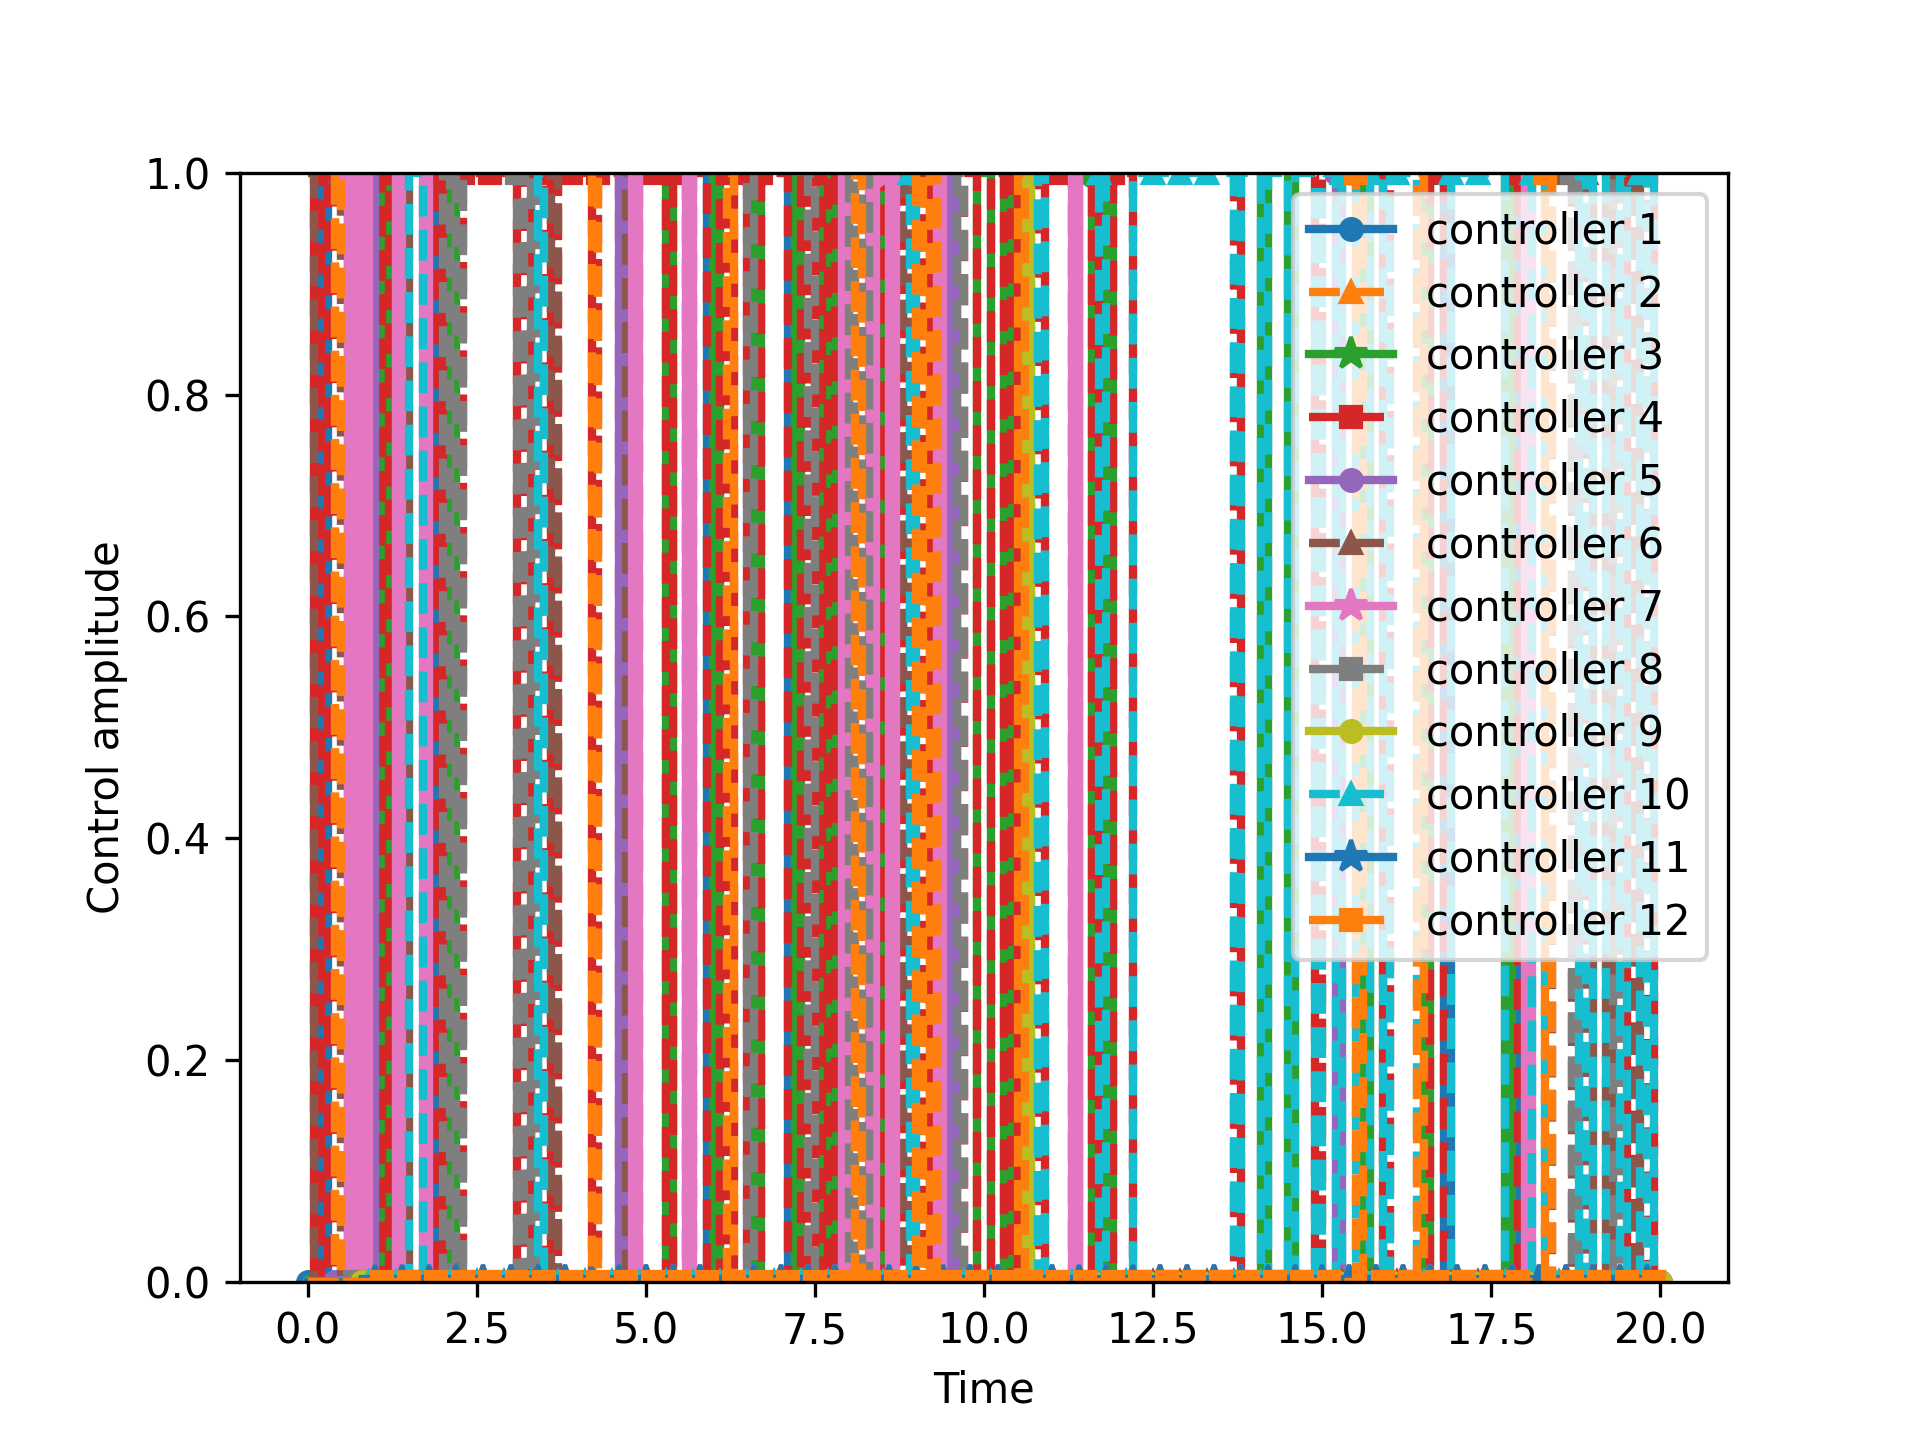 1.0
0.8
0.6
0.4
0.2
0.0
Control amplitude
0.0 2.5 5.0 7.5 10.0 12.5 15.0 17.5 20.0
Time
controller 1
controller 2
controller 3
controller 4
controller 5
controller 6
controller 7
controller 8
controller 9
controller 10
controller 11
controller 12